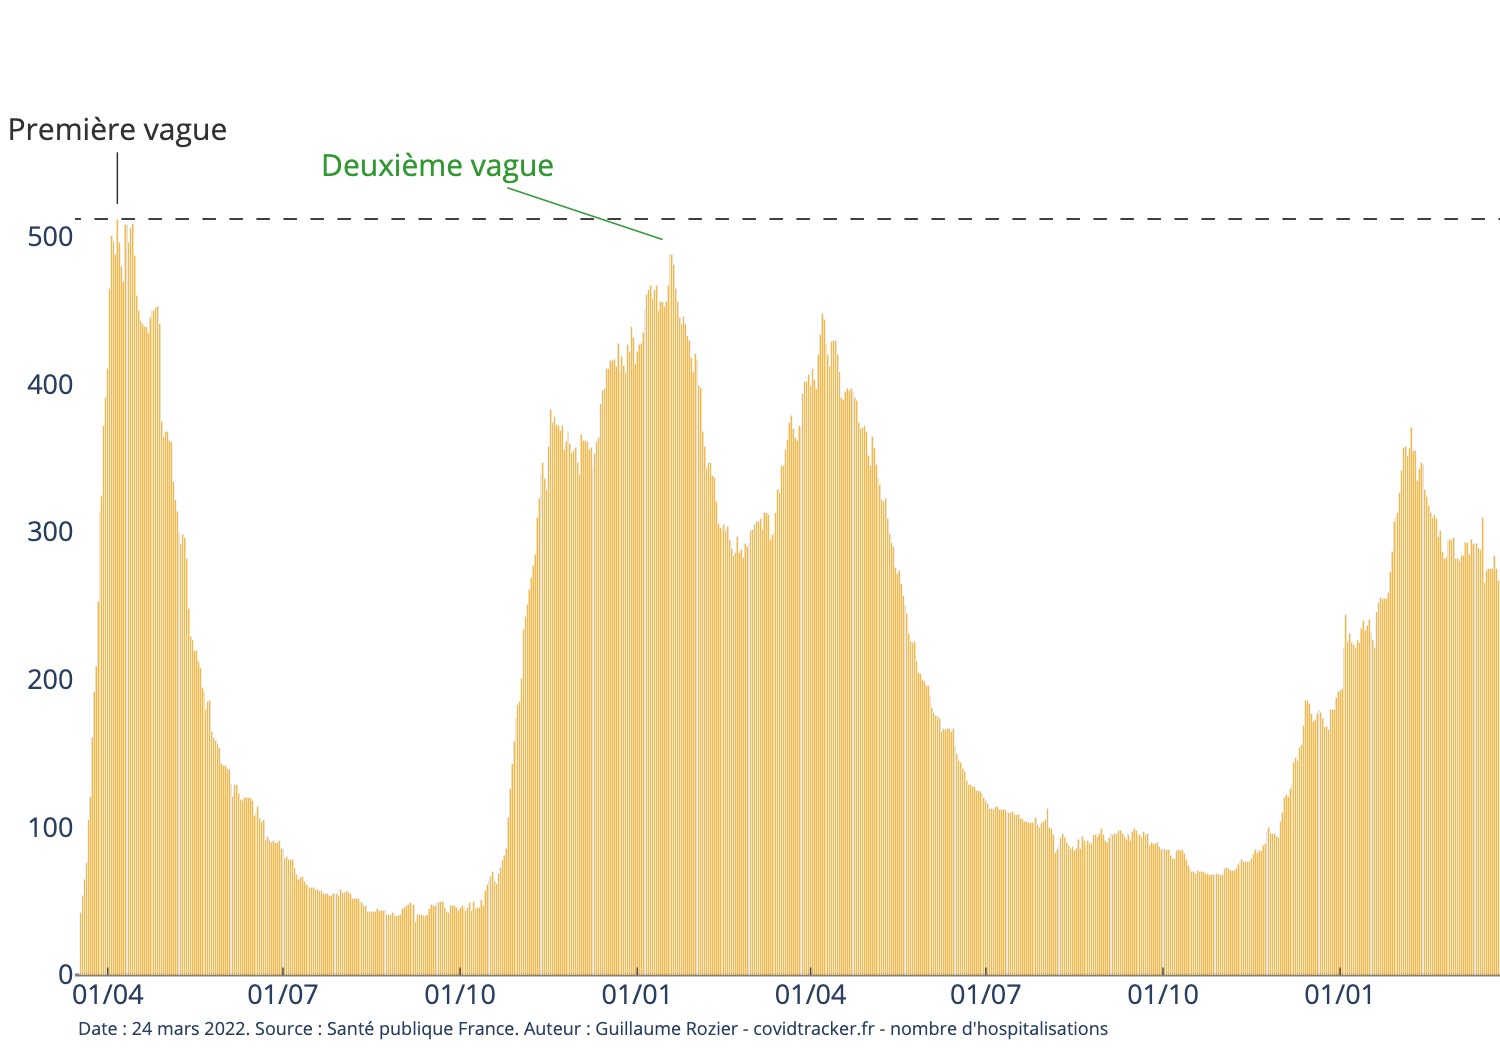 Première vague
Deuxième vague
500
400
300
200
100
0
01/04 01/07 01/10 01/01 01/04 01/07 01/10 01/01
Date : 24 mars 2022. Source : Santé publique France. Auteur : Guillaume Rozier - covidtracker.fr - nombre d'hospitalisations